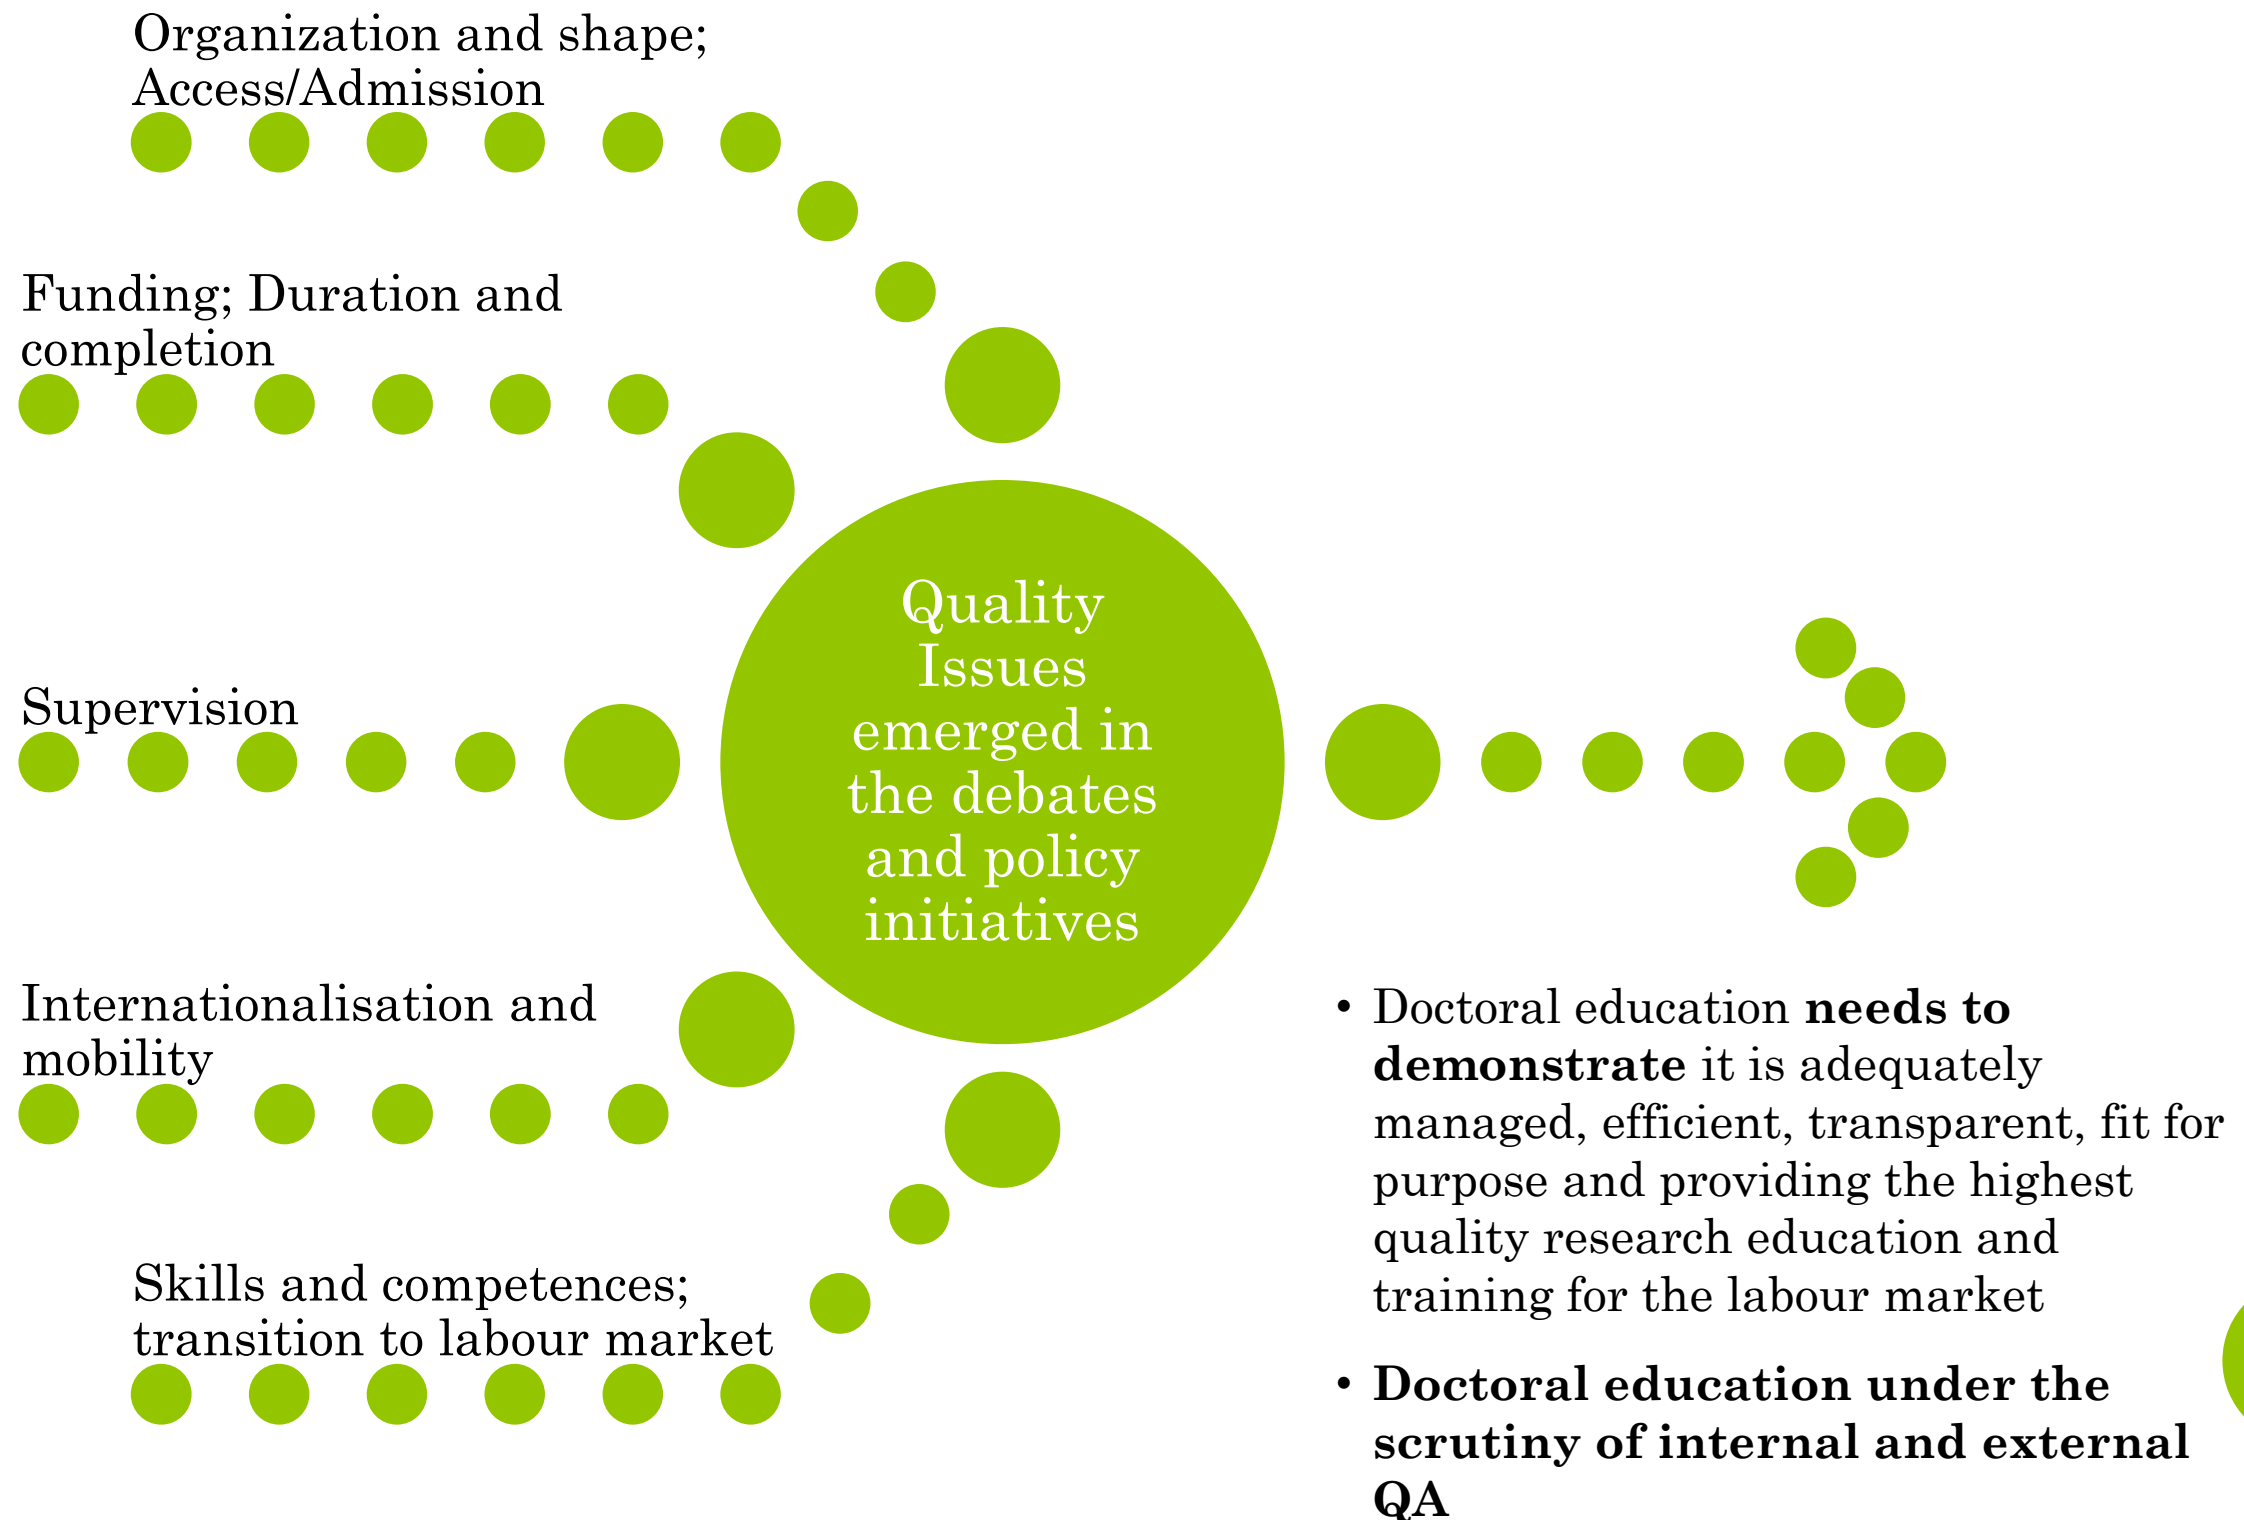 Organization and shape;
Access/Admission
Funding; Duration and
completion
Supervision
Internationalisation and
mobility
Skills and competences;
transition to labour market
Quality
Issues
emerged in
the debates
and policy
initiatives
• Doctoral education needs to
demonstrate it is adequately
managed, efficient, transparent, fit for
purpose and providing the highest
quality research education and
training for the labour market
• Doctoral education under the
scrutiny of internal and external
QA